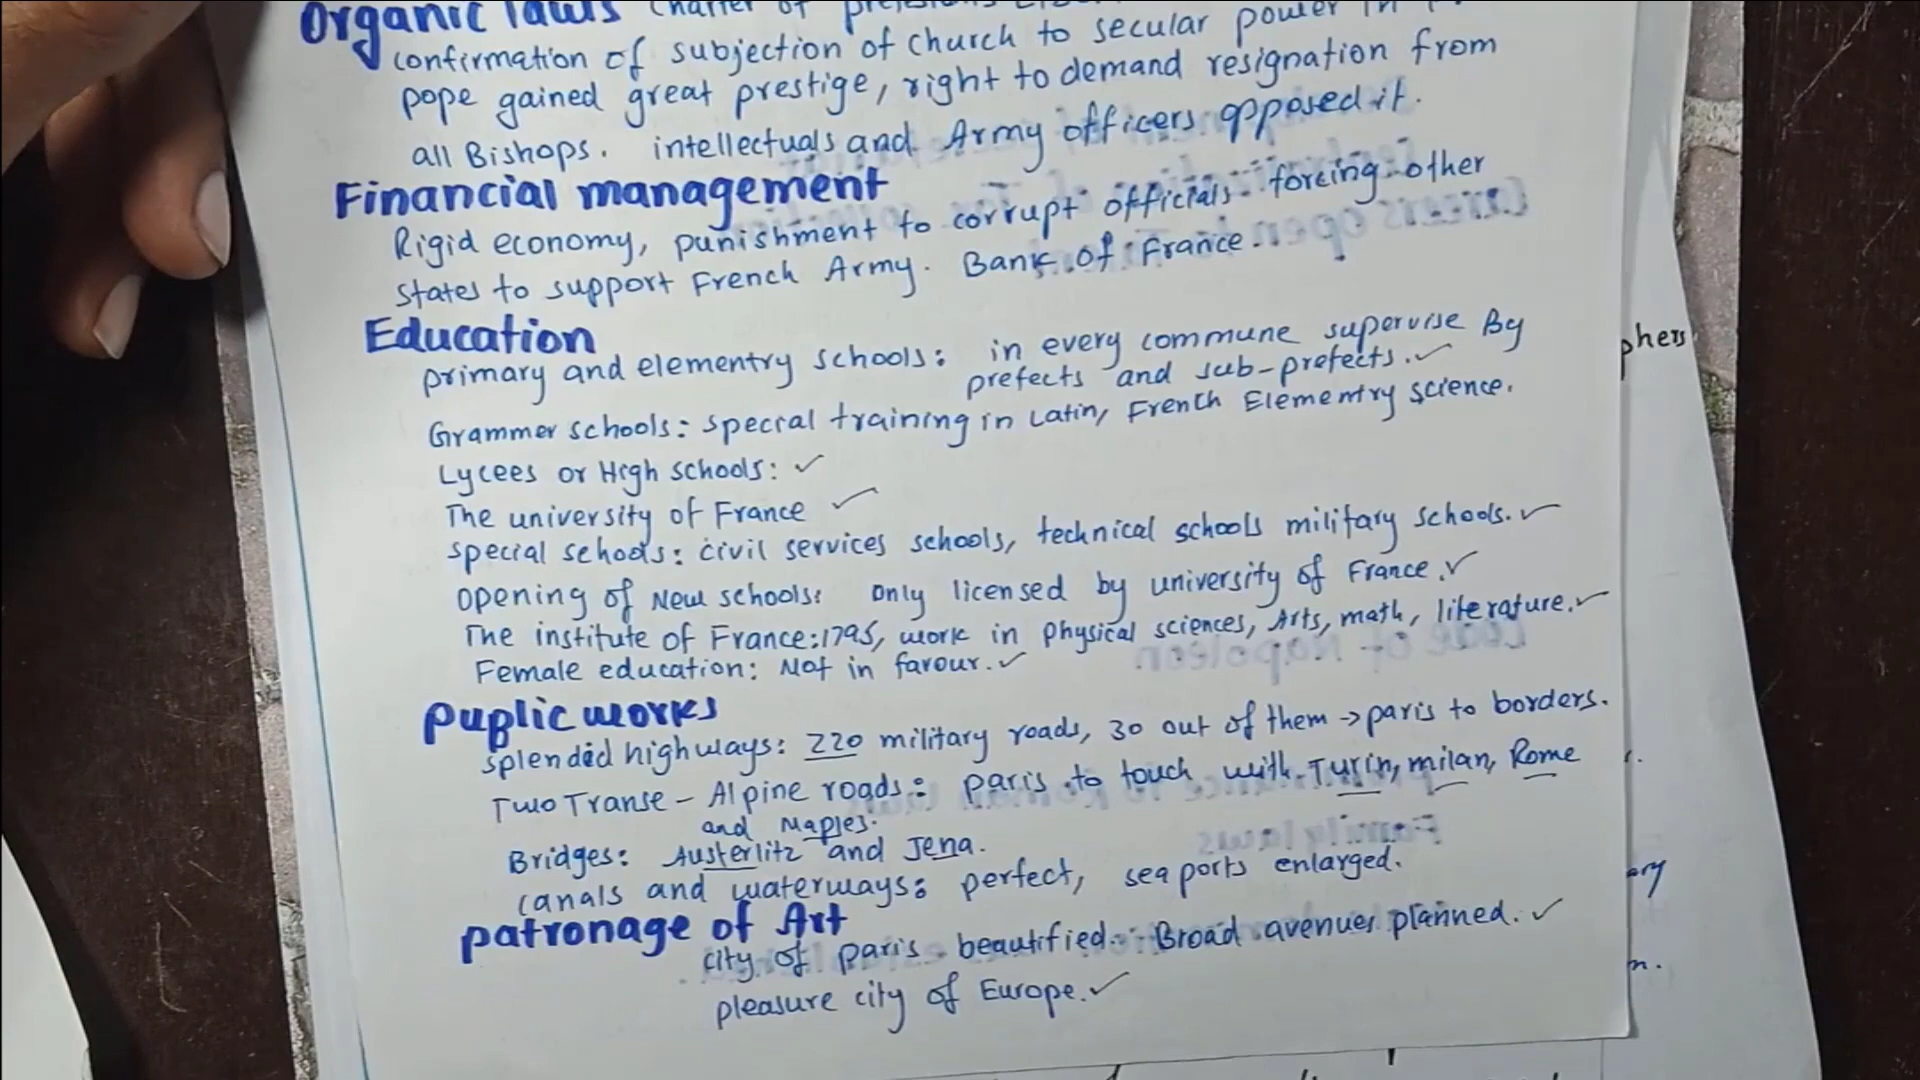 Organic laws Charter of
confirmation of subjection of church to secular power in
pope gained great prestige, right to demand resignation from
all Bishops. intellectuals and Army officers opposed it.
Financial management
Rigid economy, punishment to corrupt officials forcing other
states to support French Army. Bank of France.
Education
primary and elementry schools: in every commune supervise By
prefects and sub-prefects. ✓
Grammer schools: special training in Latin, French Elementry science.
Lycees or High schools: ✓
The university of France ✓
special schools: civil services schools, technical schools military schools. ✓
opening of New schools: Only licensed by university of France. ✓
The institute of France: 1795, work in physical sciences, Arts, math, literature. ✓
Female education: Not in favour. ✓
public works
splendid highways: 220 military roads, 30 out of them → paris to borders.
Two Transe - Alpine roads: paris to touch with Turin, milan, Rome
and Naples.
Bridges: Austerlitz and Jena.
canals and waterways: perfect, sea ports enlarged.
patronage of Art
city of paris beautified. Broad avenues planned. ✓
pleasure city of Europe. ✓
phers
ary
n.